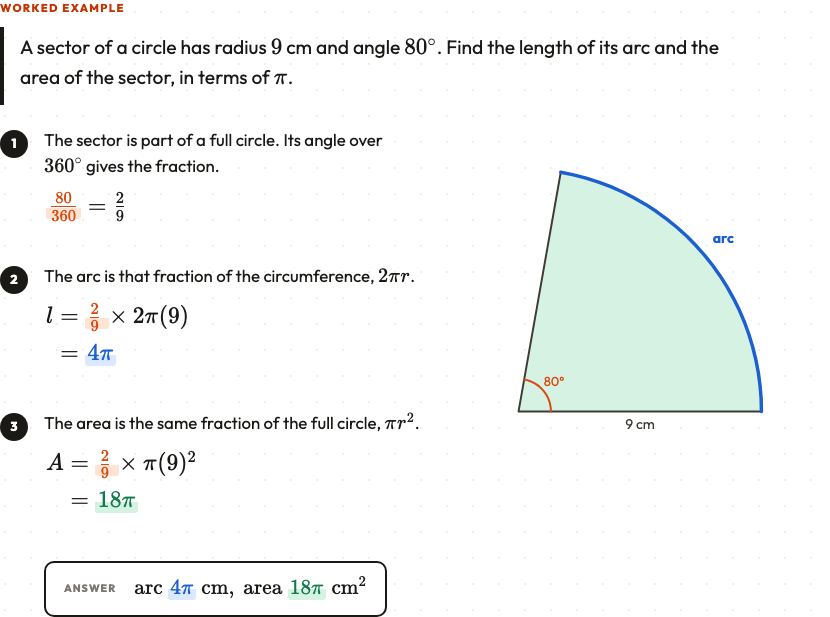 WORKED EXAMPLE
A sector of a circle has radius 9 cm and angle 80°. Find the length of its arc and the
area of the sector, in terms of π.
1 The sector is part of a full circle. Its angle over
360° gives the fraction.
80/360 = 2/9
2 The arc is that fraction of the circumference, 2πr.
l = 2/9 × 2π(9)
= 4π
3 The area is the same fraction of the full circle, πr².
A = 2/9 × π(9)²
= 18π
ANSWER arc 4π cm, area 18π cm²
arc
80°
9 cm